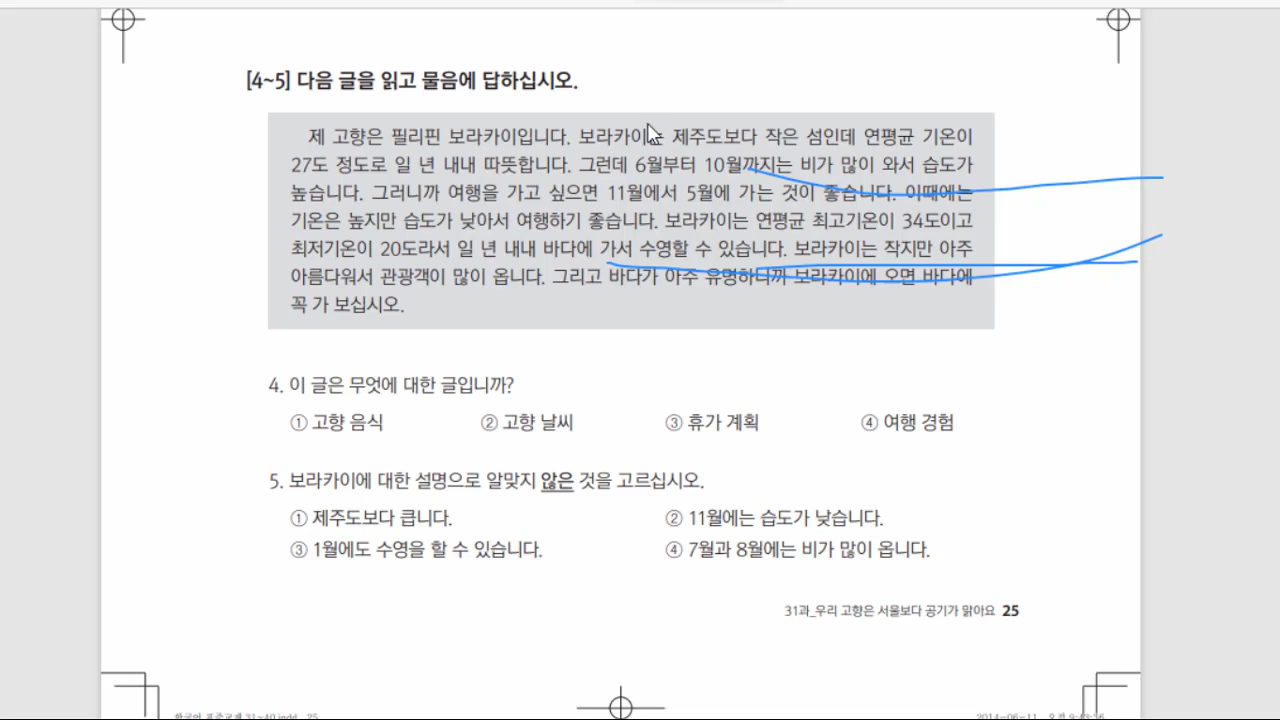 [4~5] 다음 글을 읽고 물음에 답하십시오.
제 고향은 필리핀 보라카이입니다. 보라카이는 제주도보다 작은 섬인데 연평균 기온이
27도 정도로 일 년 내내 따뜻합니다. 그런데 6월부터 10월까지는 비가 많이 와서 습도가
높습니다. 그러니까 여행을 가고 싶으면 11월에서 5월에 가는 것이 좋습니다. 이때에는
기온은 높지만 습도가 낮아서 여행하기 좋습니다. 보라카이는 연평균 최고기온이 34도이고
최저기온이 20도라서 일 년 내내 바다에 가서 수영할 수 있습니다. 보라카이는 작지만 아주
아름다워서 관광객이 많이 옵니다. 그리고 바다가 아주 유명하니까 보라카이에 오면 바다에
꼭 가 보십시오.
4. 이 글은 무엇에 대한 글입니까?
① 고향 음식 ② 고향 날씨 ③ 휴가 계획 ④ 여행 경험
5. 보라카이에 대한 설명으로 알맞지 않은 것을 고르십시오.
① 제주도보다 큽니다. ② 11월에는 습도가 낮습니다.
③ 1월에도 수영을 할 수 있습니다. ④ 7월과 8월에는 비가 많이 옵니다.
31과_우리 고향은 서울보다 공기가 맑아요 25